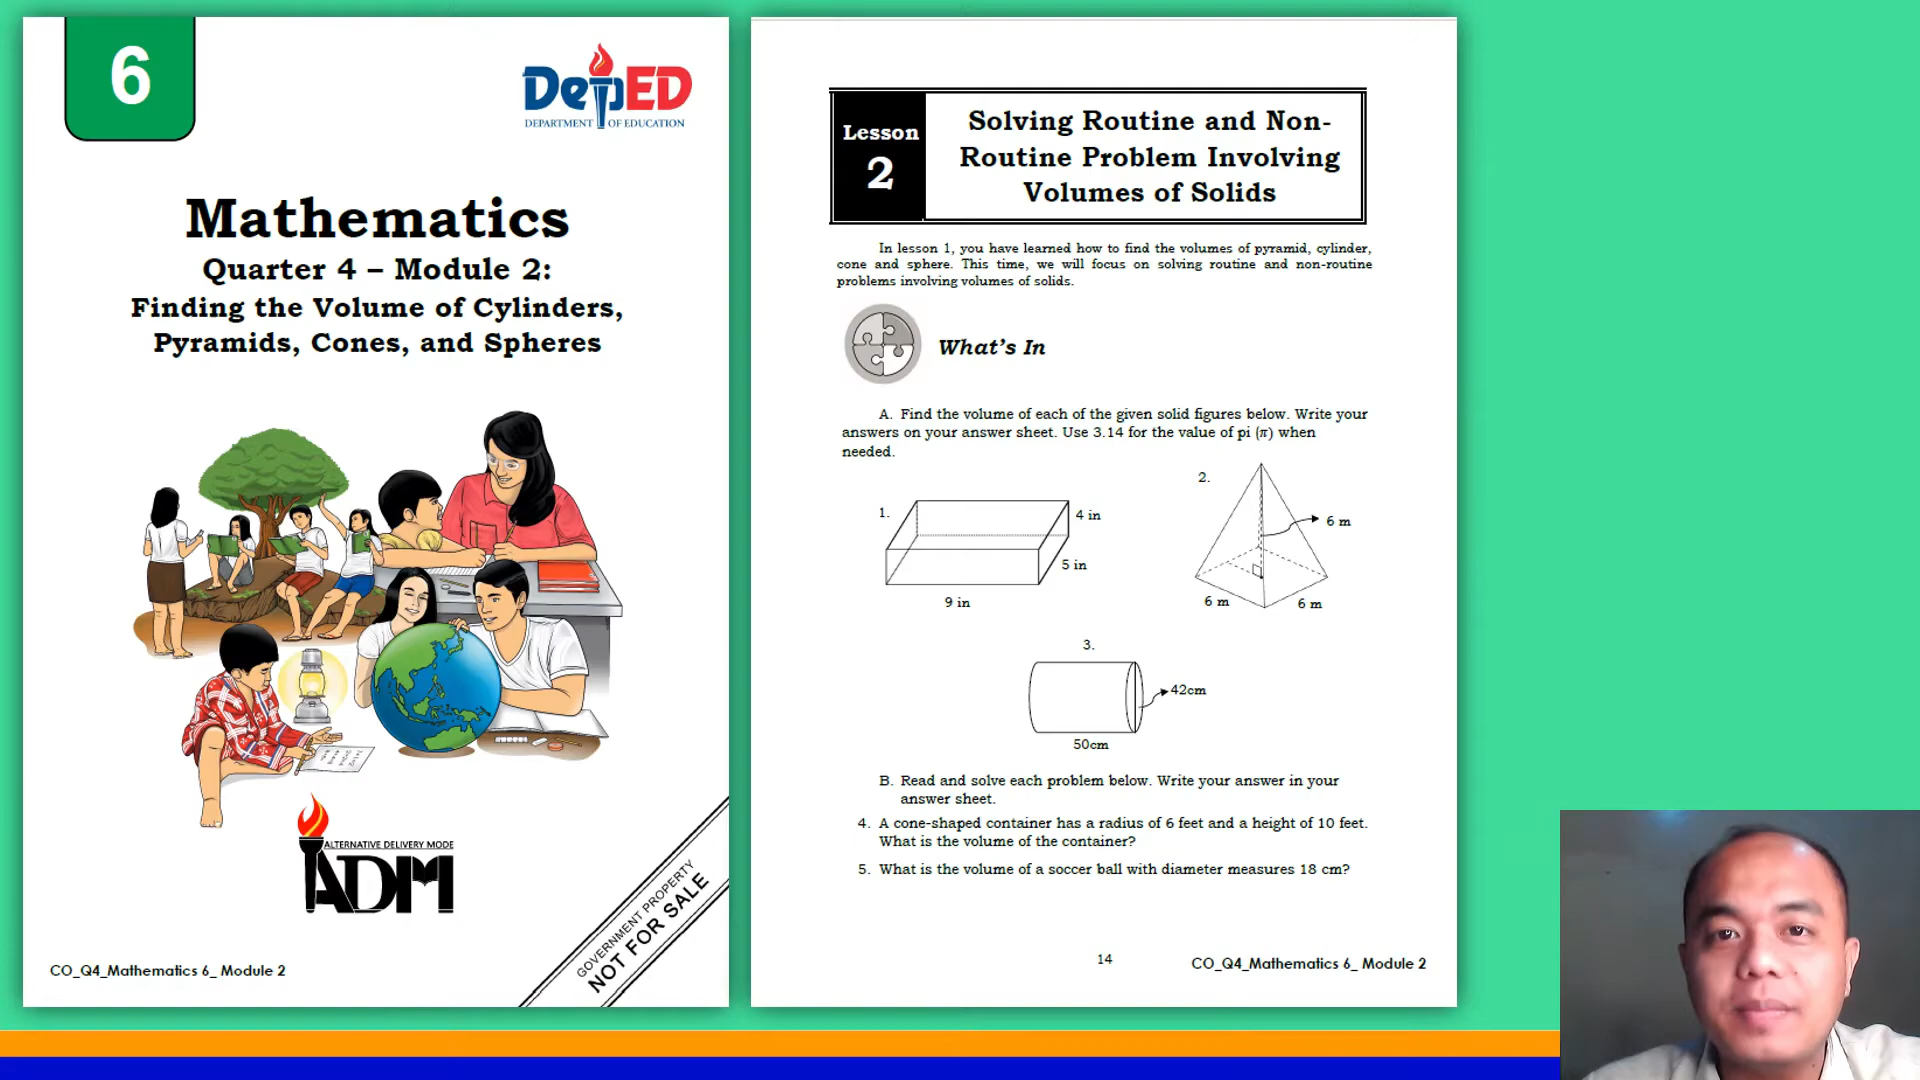 6
DepED
DEPARTMENT OF EDUCATION
Mathematics
Quarter 4 – Module 2:
Finding the Volume of Cylinders,
Pyramids, Cones, and Spheres
ALTERNATIVE DELIVERY MODE
ADM
GOVERNMENT PROPERTY
NOT FOR SALE
CO_Q4_Mathematics 6_ Module 2
Lesson
2
Solving Routine and Non-
Routine Problem Involving
Volumes of Solids
In lesson 1, you have learned how to find the volumes of pyramid, cylinder,
cone and sphere. This time, we will focus on solving routine and non-routine
problems involving volumes of solids.
What's In
A. Find the volume of each of the given solid figures below. Write your
answers on your answer sheet. Use 3.14 for the value of pi (π) when
needed.
1.
4 in
5 in
9 in
2.
6 m
6 m
6 m
3.
42cm
50cm
B. Read and solve each problem below. Write your answer in your
answer sheet.
4. A cone-shaped container has a radius of 6 feet and a height of 10 feet.
What is the volume of the container?
5. What is the volume of a soccer ball with diameter measures 18 cm?
14
CO_Q4_Mathematics 6_ Module 2